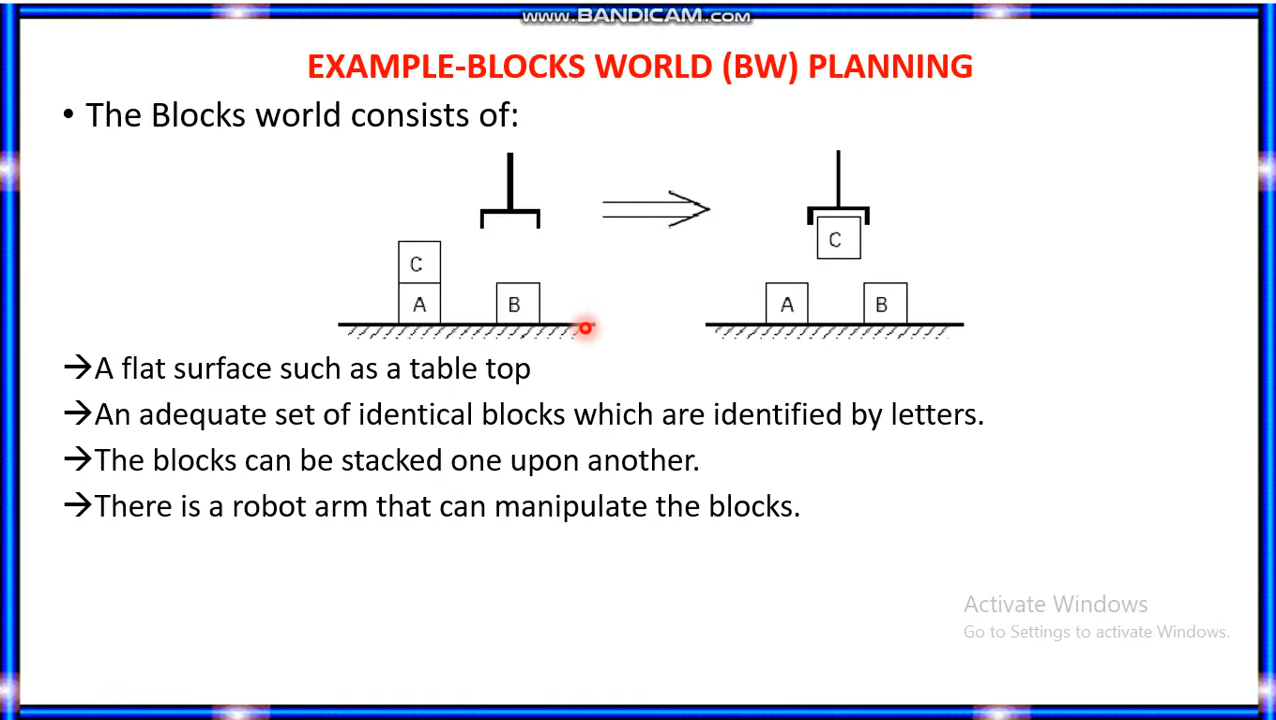 www.BANDICAM.com
EXAMPLE-BLOCKS WORLD (BW) PLANNING
• The Blocks world consists of:
C
C
A
B
A
B
→A flat surface such as a table top
→An adequate set of identical blocks which are identified by letters.
→The blocks can be stacked one upon another.
→There is a robot arm that can manipulate the blocks.
Activate Windows
Go to Settings to activate Windows.